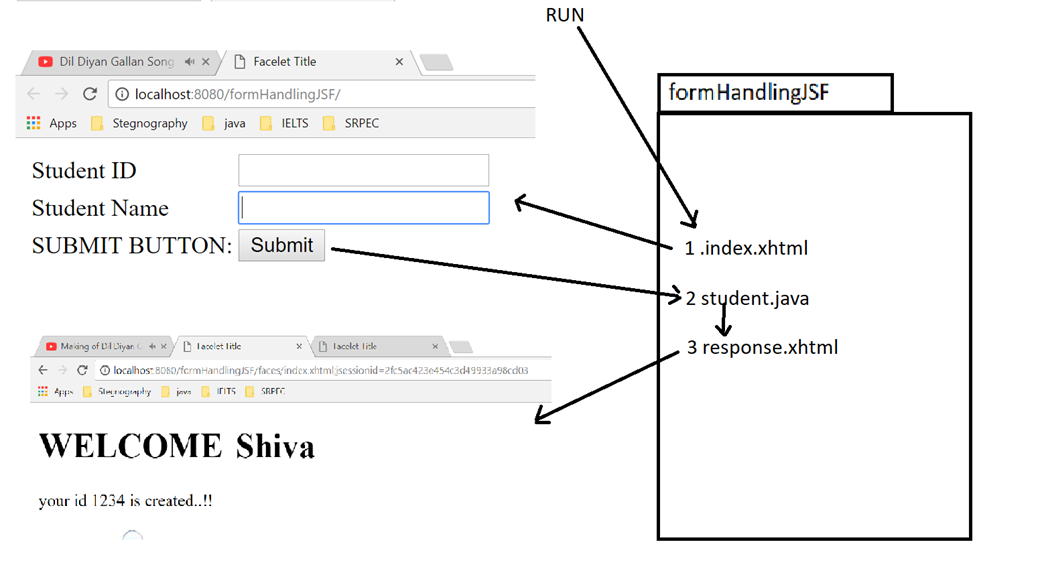 RUN
Dil Diyan Gallan Song
Facelet Title
localhost:8080/formHandlingJSF/
Apps Stegnography java IELTS SRPEC
Student ID
Student Name
SUBMIT BUTTON: Submit
formHandlingJSF
1 .index.xhtml
2 student.java
3 response.xhtml
Making of Dil Diyan G
Facelet Title
Facelet Title
localhost:8080/formHandlingJSF/faces/index.xhtml;jsessionid=2fc5ac423e454c3d49933a98cd03
Apps Stegnography java IELTS SRPEC
WELCOME Shiva
your id 1234 is created..!!